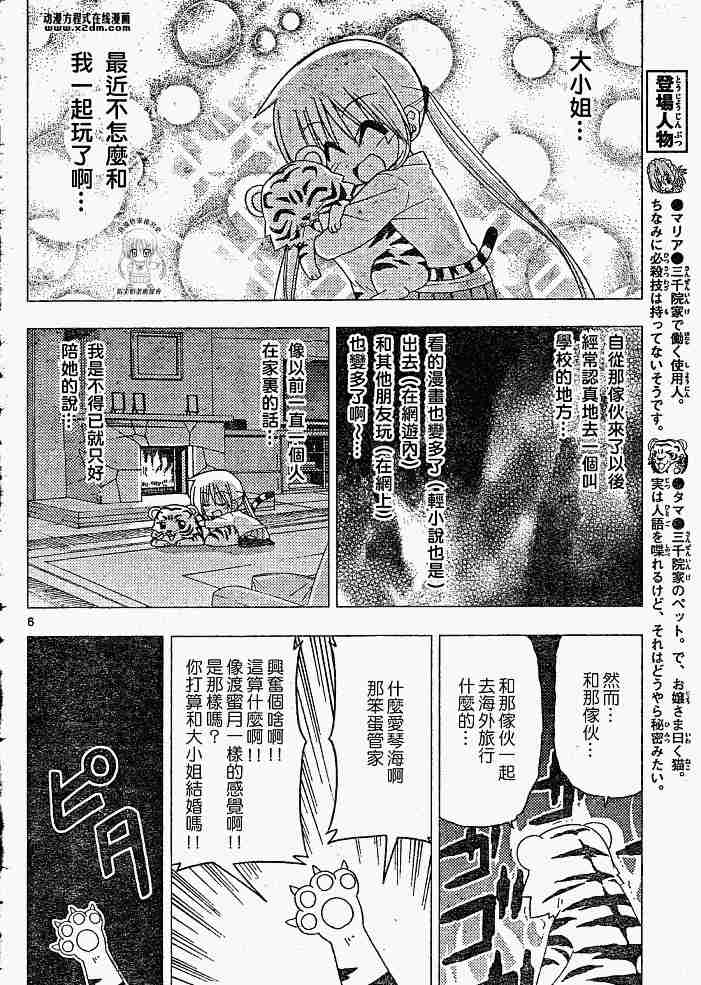 动漫方程式在线漫画
www.x2dm.com
大小姐…
最近不怎麼和
我一起玩了啊…
登場人物
とうじょうじんぶつ
●マリア●三千院家で働く使用人。
ちなみに必殺技は持ってないそうです。
●タマ●三千院家のペット。で、お嬢さま曰く猫。
実は人語を喋れるけど、それはどうやら秘密みたい。
自從那傢伙來了以後
經常認真地去一個叫
學校的地方…
看的漫畫也變多了（輕小說也是）
出去（在網遊內）
和其他朋友玩（在網上）
也變多了啊～…
像以前一直一個人
在家裏的話…
我是不得已就只好
陪她的說…
6
然而…
和那傢伙…
和那傢伙一起
去海外旅行
什麼的…
什麼愛琴海啊
那笨蛋管家
興奮個啥啊!!
這算什麼啊!!
像渡蜜月一樣的感覺啊!!
是那樣嗎？
你打算和大小姐結婚嗎!!
ピタ